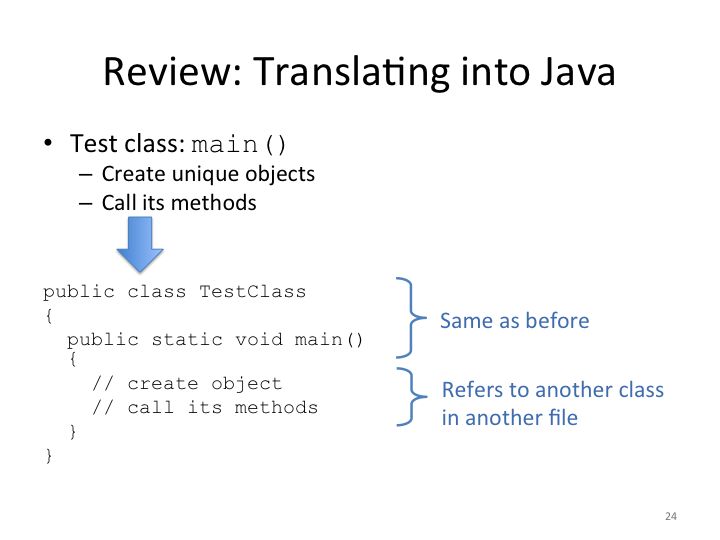 Review: Translating into Java
• Test class: main()
– Create unique objects
– Call its methods
public class TestClass
{
  public static void main()
  {
    // create object
    // call its methods
  }
}
Same as before
Refers to another class
in another file
24